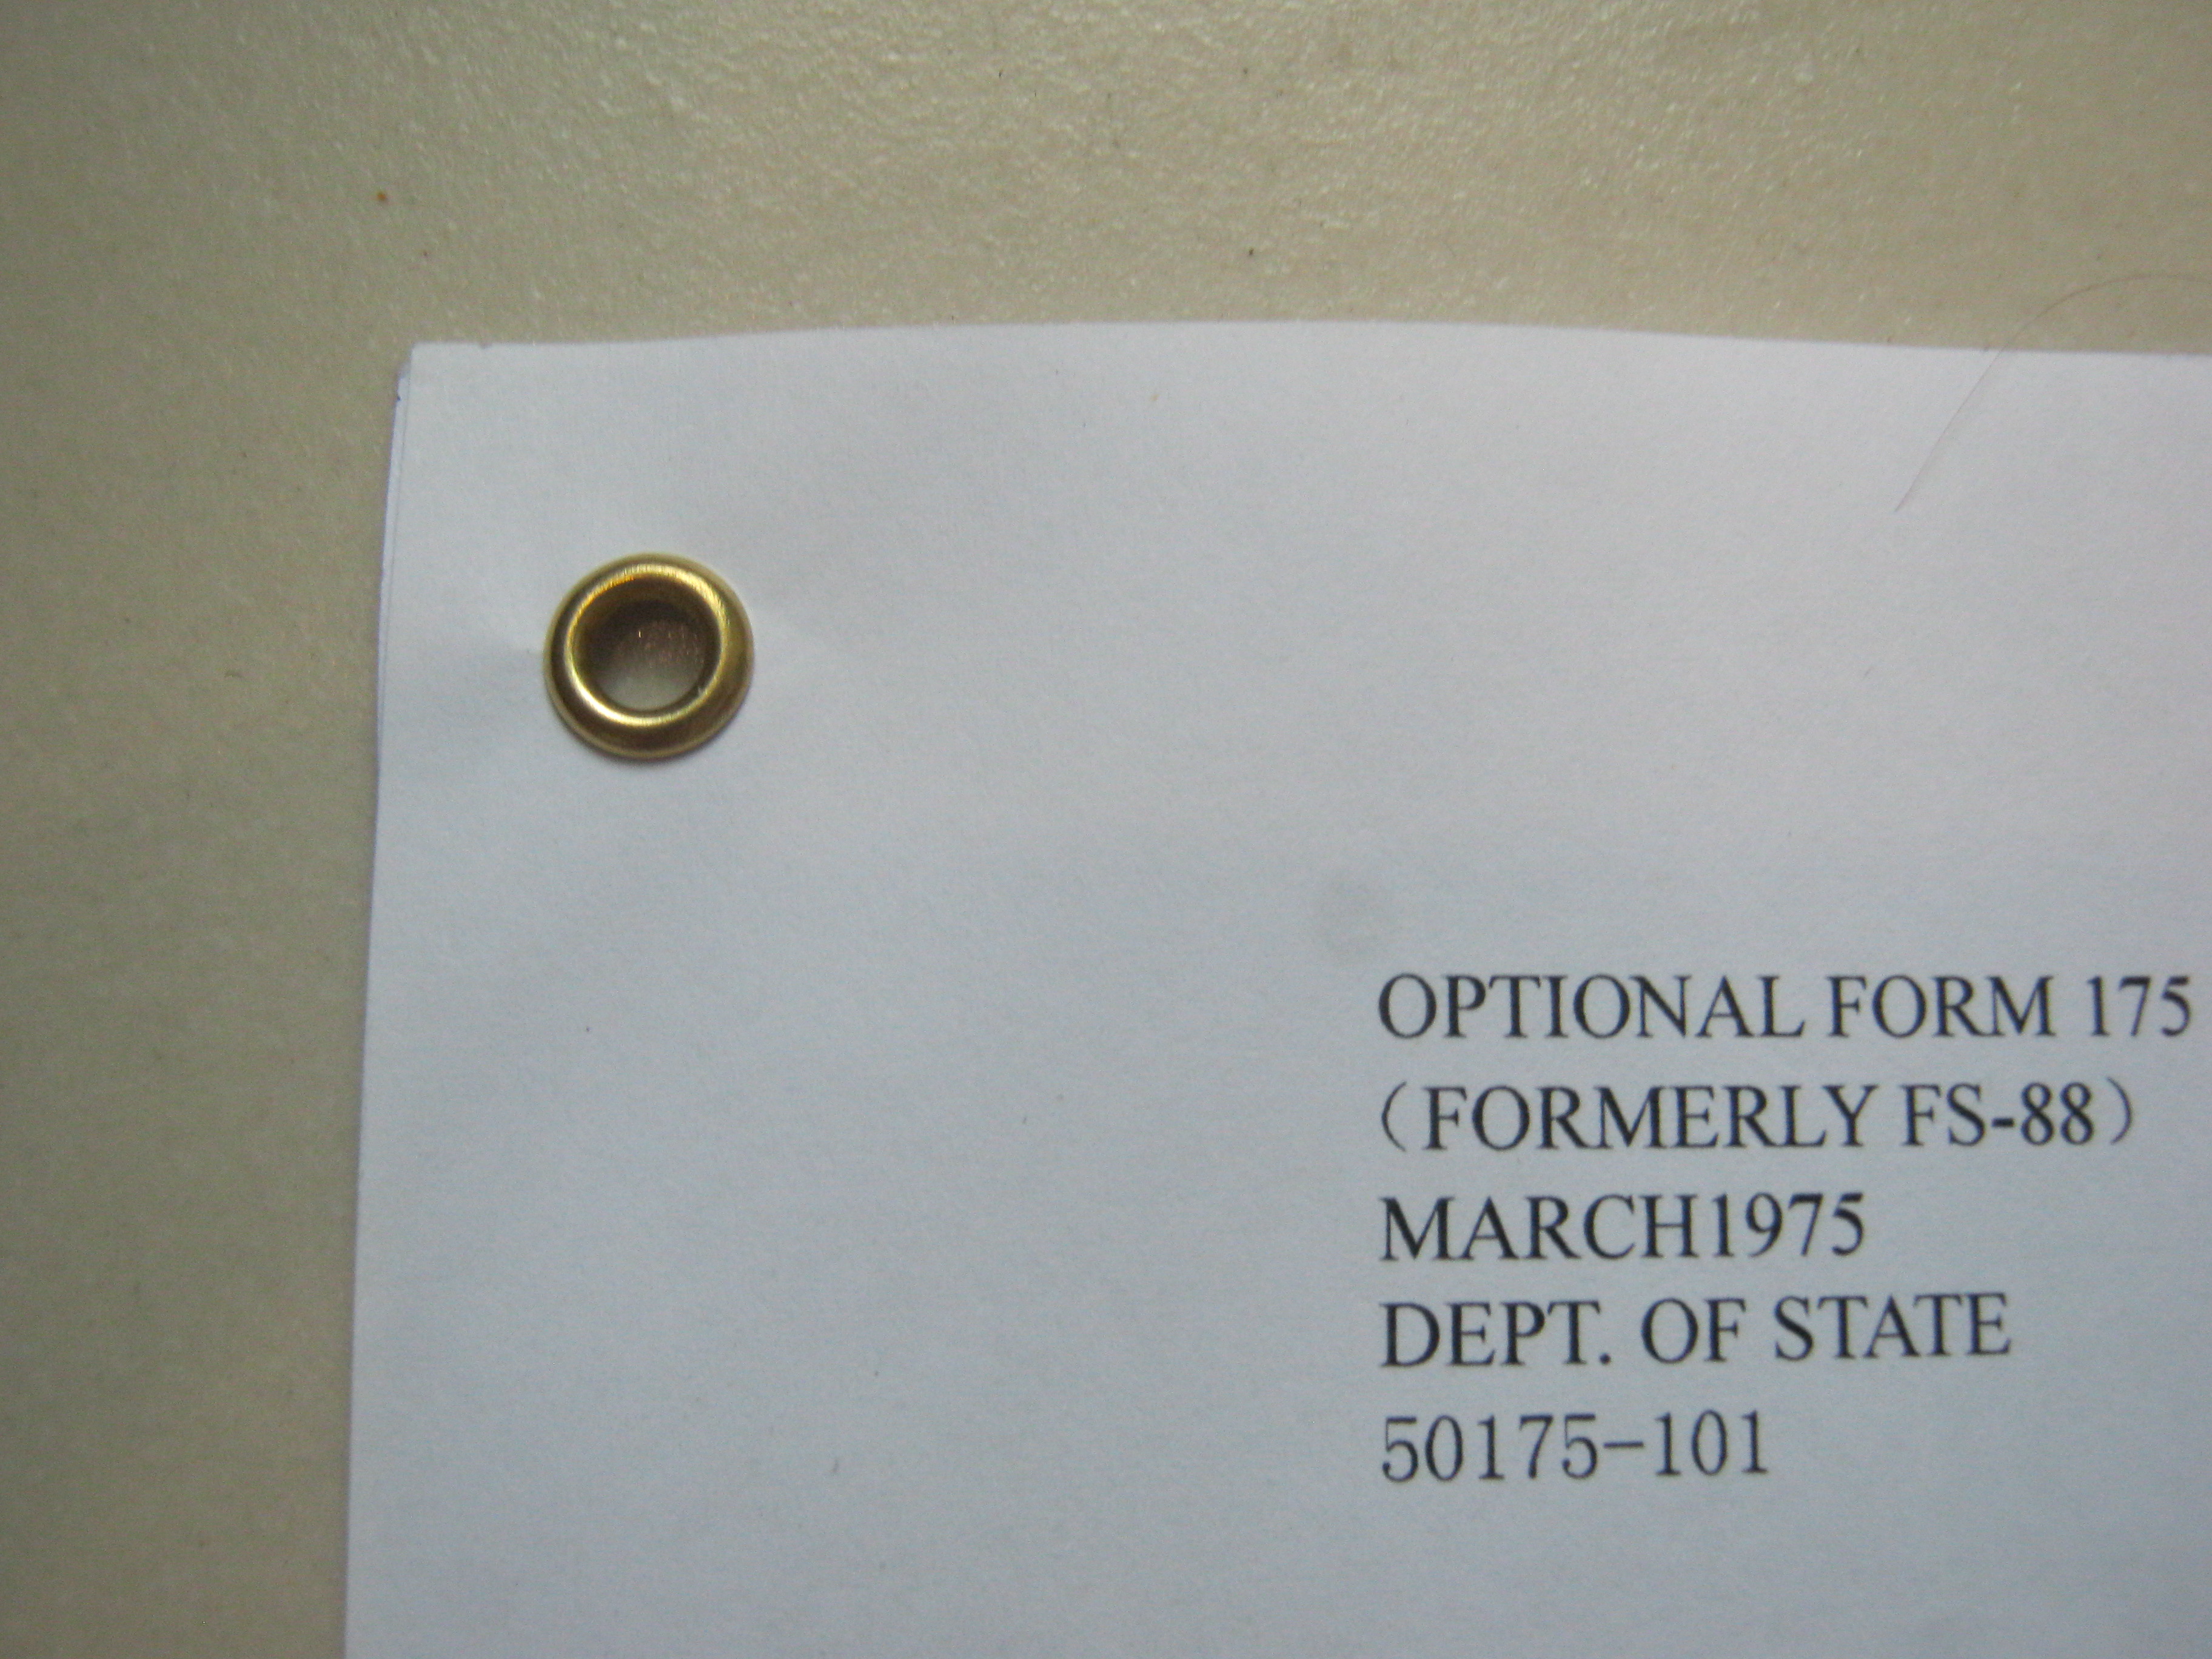 OPTIONAL FORM 175
（FORMERLY FS-88）
MARCH1975
DEPT. OF STATE
50175-101